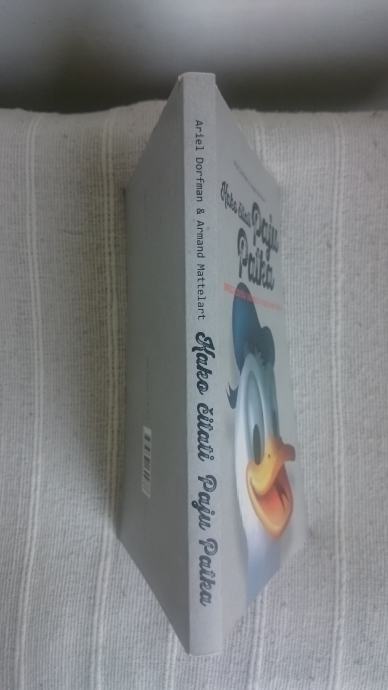 Ariel Dorfman & Armand Mattelart Kako čitati Paju Patka
Kako čitati Paju
Patka